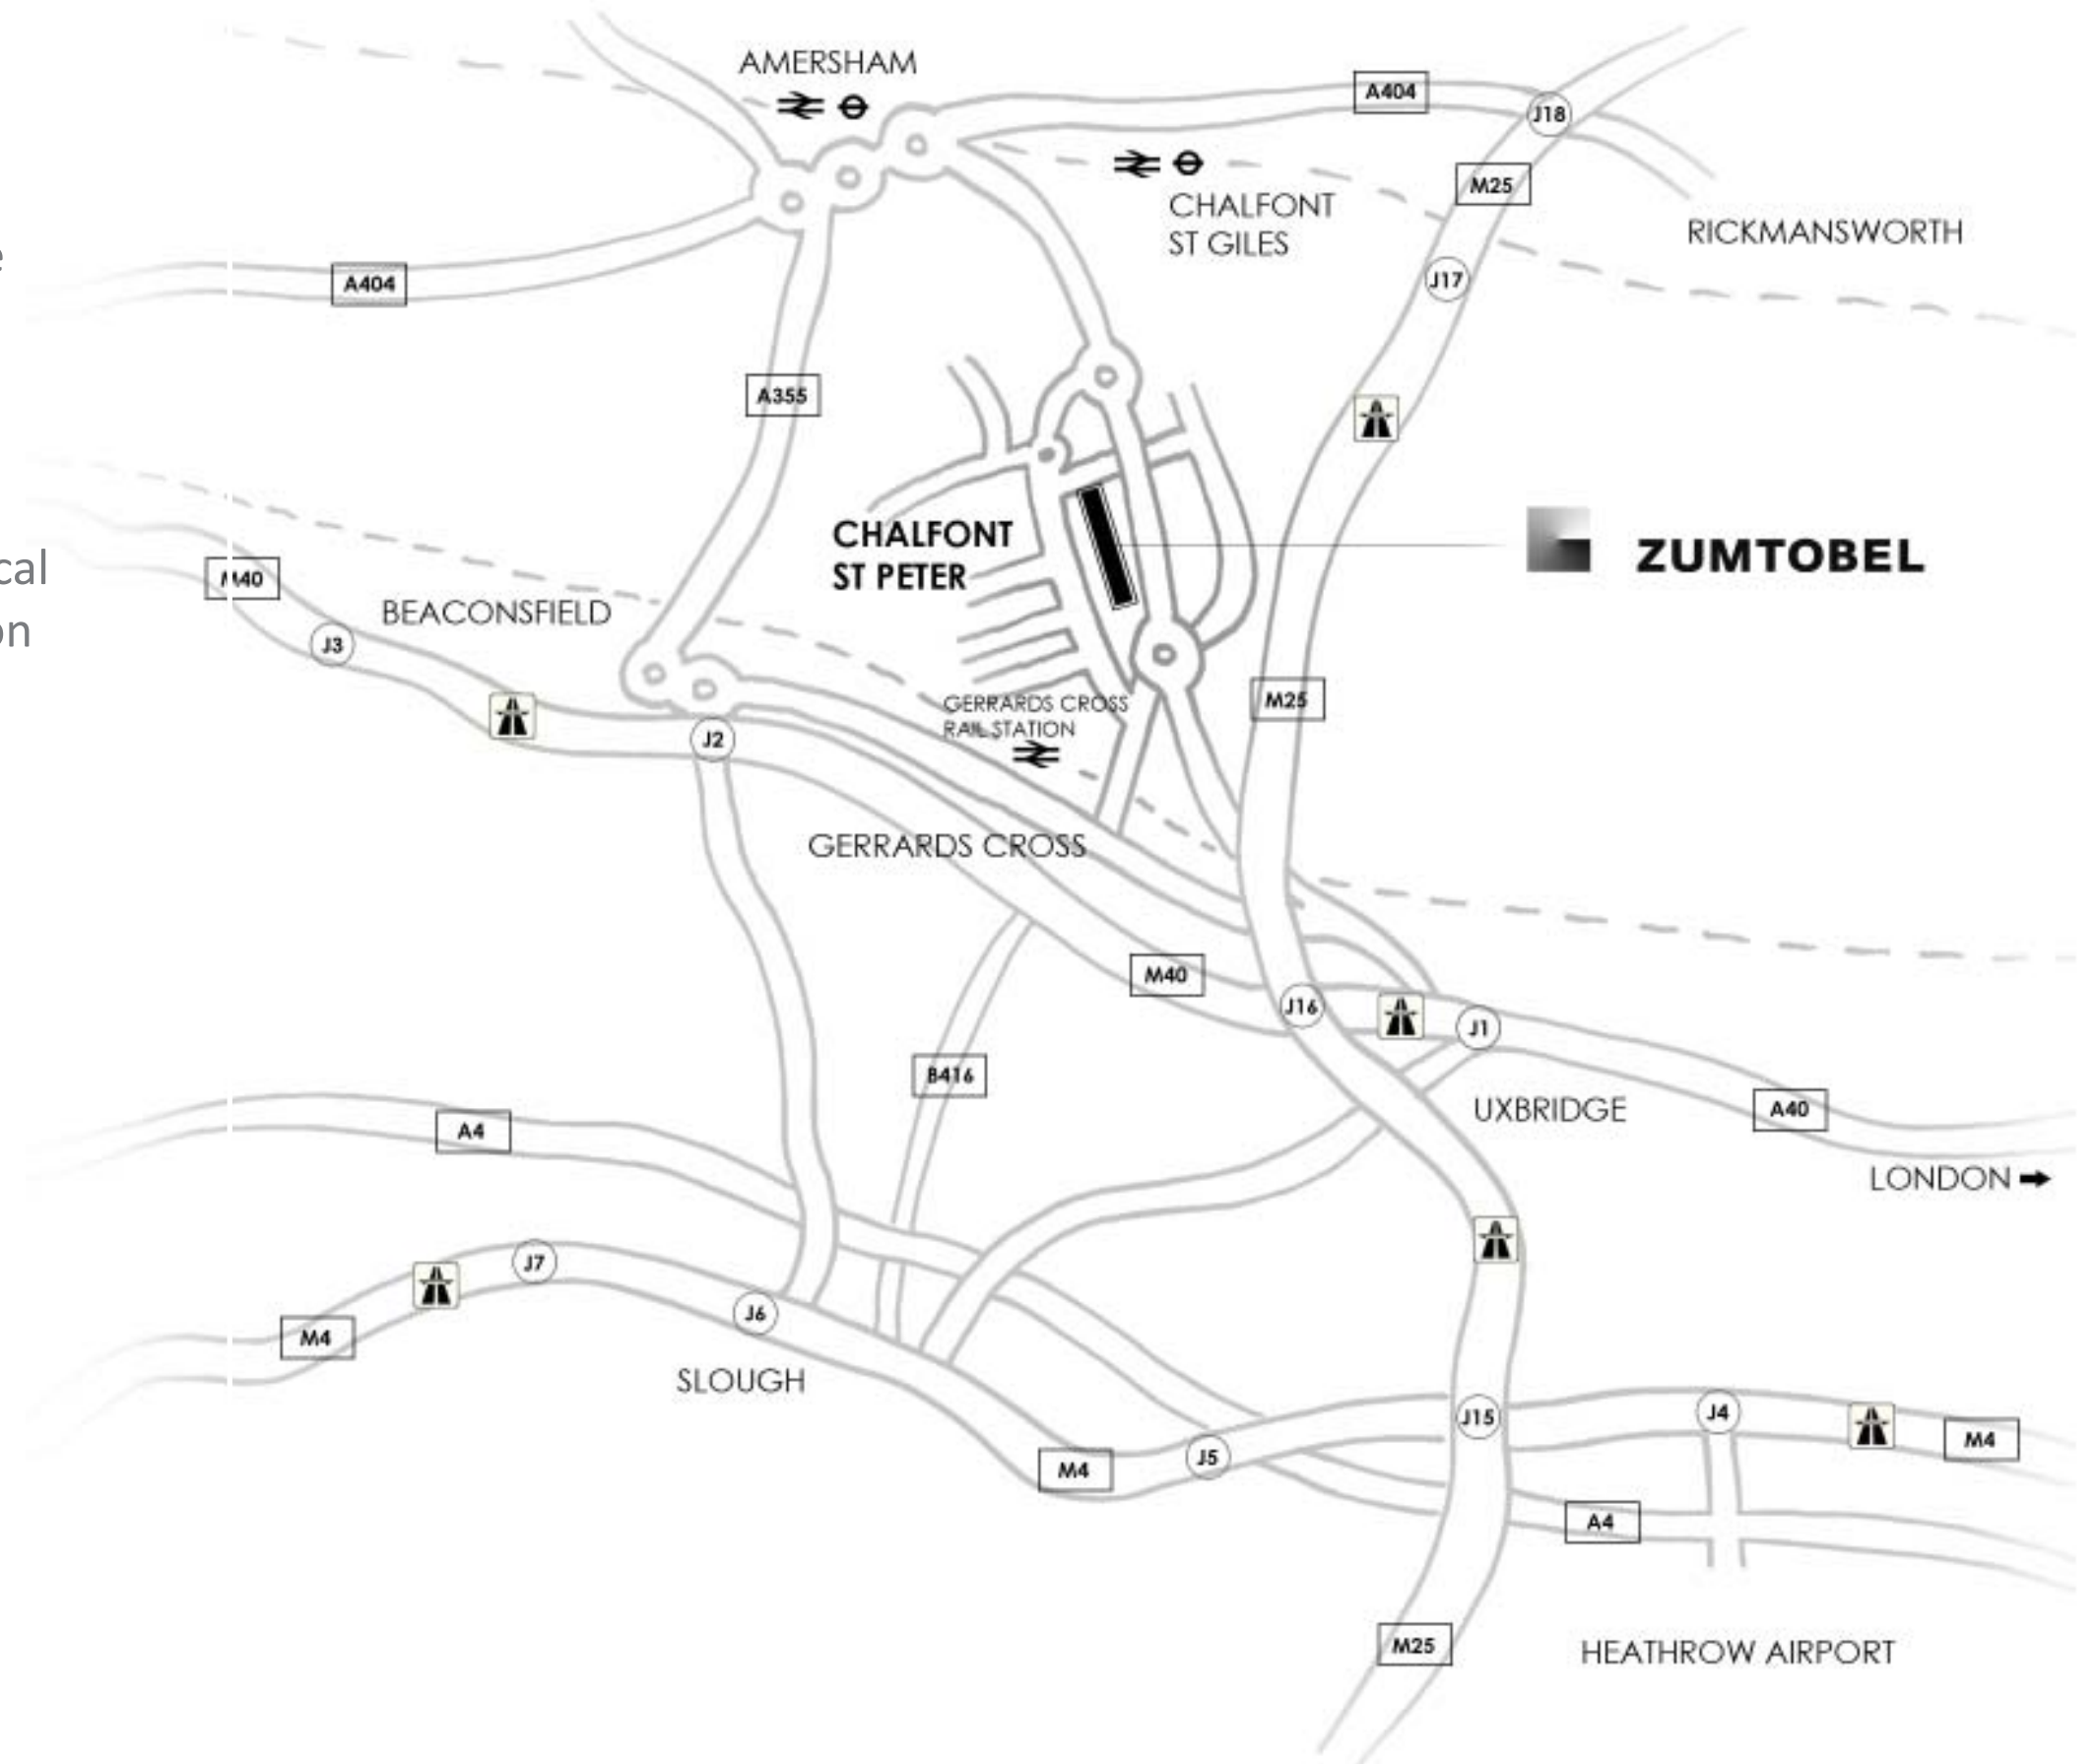 AMERSHAM
A404
J18
M25
CHALFONT
ST GILES
RICKMANSWORTH
e
A404
J17
A355
CHALFONT
ST PETER
ZUMTOBEL
cal
on
M40
BEACONSFIELD
J3
M25
GERRARDS CROSS
RAIL STATION
J2
GERRARDS CROSS
M40
J16
J1
B416
UXBRIDGE
A40
A4
LONDON
J7
J6
M4
SLOUGH
J15
J4
M4
J5
M4
A4
M25
HEATHROW AIRPORT